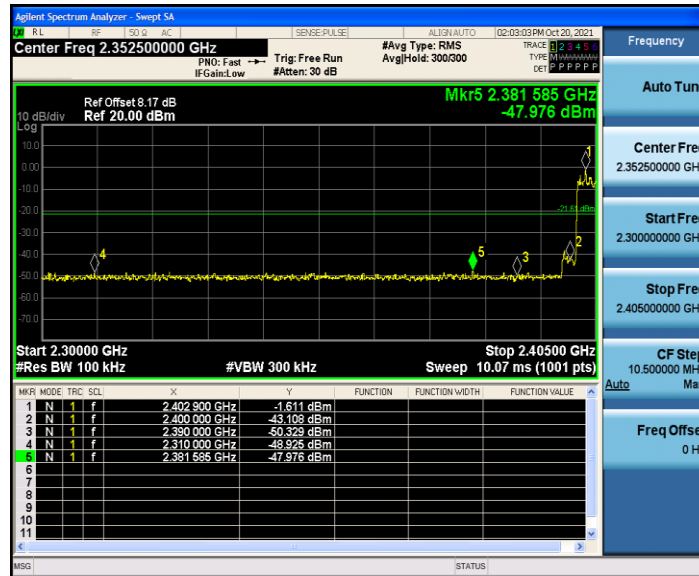 Agilent Spectrum Analyzer - Swept SA
RL RF 50 Ω AC SENSE:PULSE ALIGN AUTO 02:03:03 PM Oct 20, 2021
Center Freq 2.352500000 GHz
PNO: Fast
IFGain:Low
Trig: Free Run
#Atten: 30 dB
#Avg Type: RMS
Avg|Hold: 300/300
TRACE 1 2 3 4 5 6
TYPE M
DET P P P P P P
Ref Offset 8.17 dB
10 dB/div Ref 20.00 dBm
Log
Mkr5 2.381 585 GHz
-47.976 dBm
10.0
0.00
-10.0
-20.0
-30.0
-40.0
-50.0
-60.0
-70.0
1
-21.61 dBm
2
3
4
5
Start 2.30000 GHz Stop 2.40500 GHz
#Res BW 100 kHz #VBW 300 kHz Sweep 10.07 ms (1001 pts)
MKR MODE TRC SCL X Y FUNCTION FUNCTION WIDTH FUNCTION VALUE
1 N 1 f 2.402 900 GHz -1.611 dBm
2 N 1 f 2.400 000 GHz -43.108 dBm
3 N 1 f 2.390 000 GHz -50.329 dBm
4 N 1 f 2.310 000 GHz -48.925 dBm
5 N 1 f 2.381 585 GHz -47.976 dBm
6
7
8
9
10
11
MSG STATUS
Frequency
Auto Tun
Center Fre
2.352500000 GH
Start Fre
2.300000000 GH
Stop Fre
2.405000000 GH
CF Step
10.500000 MH
Auto Ma
Freq Offse
0 H